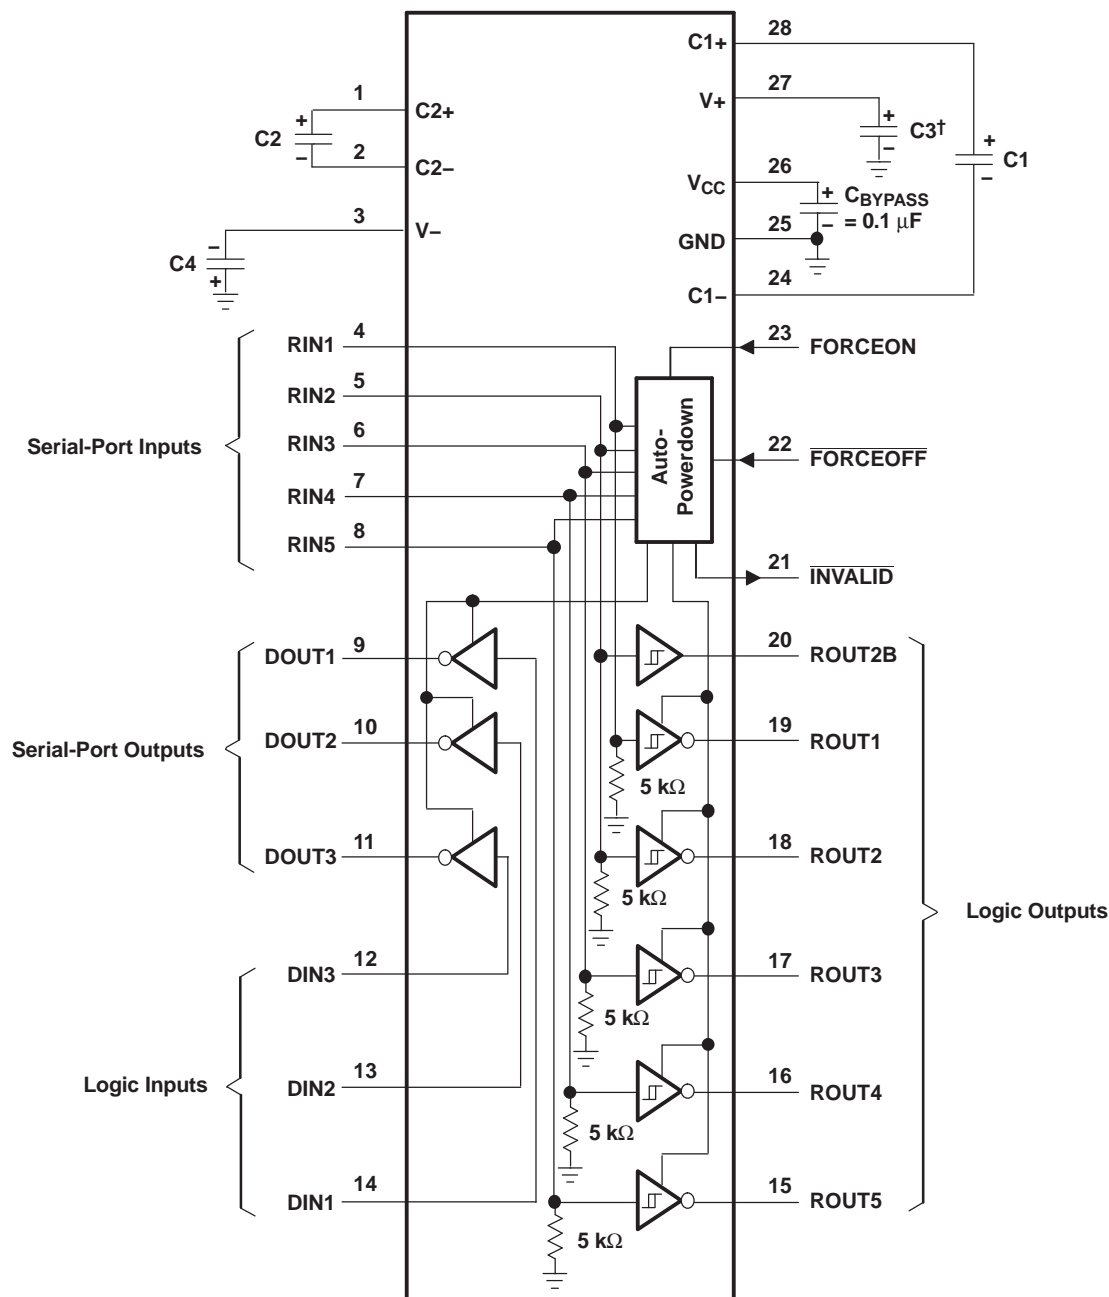 1
C2+
+
C2
−
2
C2−
3
V−
−
C4
+
28
C1+
27
V+
+
C3†
−
+
C1
−
26
VCC
+
CBYPASS
= 0.1 μF
−
25
GND
24
C1−
Serial-Port Inputs
RIN1
4
RIN2
5
RIN3
6
RIN4
7
RIN5
8
Auto-
Powerdown
23
FORCEON
22
FORCEOFF
21
INVALID
Serial-Port Outputs
DOUT1
9
DOUT2
10
DOUT3
11
Logic Inputs
DIN3
12
DIN2
13
DIN1
14
20
ROUT2B
19
ROUT1
5 kΩ
18
ROUT2
5 kΩ
17
ROUT3
5 kΩ
16
ROUT4
5 kΩ
15
ROUT5
5 kΩ
Logic Outputs